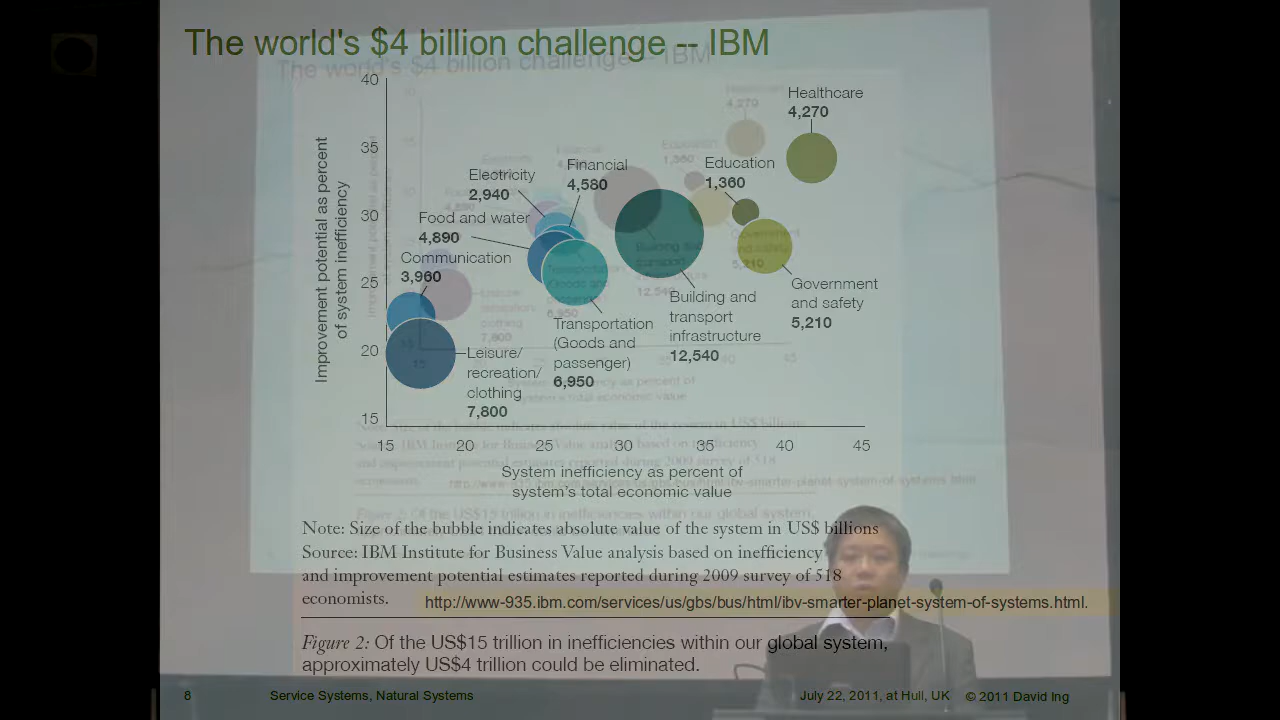 The world's $4 billion challenge -- IBM
40
35
30
25
20
15
Improvement potential as percent
of system inefficiency
Healthcare
4,270
Education
1,360
Financial
4,580
Electricity
2,940
Food and water
4,890
Communication
3,960
Government
and safety
5,210
Building and
transport
infrastructure
12,540
Transportation
(Goods and
passenger)
6,950
Leisure/
recreation/
clothing
7,800
15 20 25 30 35 40 45
System inefficiency as percent of
system's total economic value
Note: Size of the bubble indicates absolute value of the system in US$ billions
Source: IBM Institute for Business Value analysis based on inefficiency
and improvement potential estimates reported during 2009 survey of 518
economists.
http://www-935.ibm.com/services/us/gbs/bus/html/ibv-smarter-planet-system-of-systems.html.
Figure 2: Of the US$15 trillion in inefficiencies within our global system,
approximately US$4 trillion could be eliminated.
8 Service Systems, Natural Systems July 22, 2011, at Hull, UK © 2011 David Ing